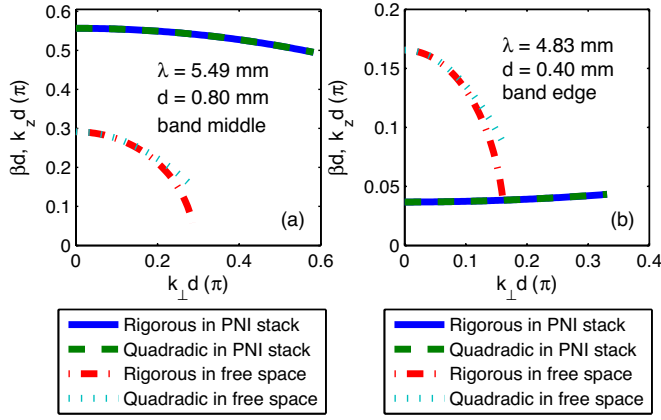 0.6
0.5
0.4
0.3
0.2
0.1
0
βd, k_z d (π)
λ = 5.49 mm
d = 0.80 mm
band middle
(a)
0 0.2 0.4 0.6
k_⊥d (π)
Rigorous in PNI stack
Quadradic in PNI stack
Rigorous in free space
Quadradic in free space
0.2
0.15
0.10
0.05
0
βd, k_z d (π)
λ = 4.83 mm
d = 0.40 mm
band edge
(b)
0 0.1 0.2 0.3 0.4
k_⊥d (π)
Rigorous in PNI stack
Quadradic in PNI stack
Rigorous in free space
Quadradic in free space